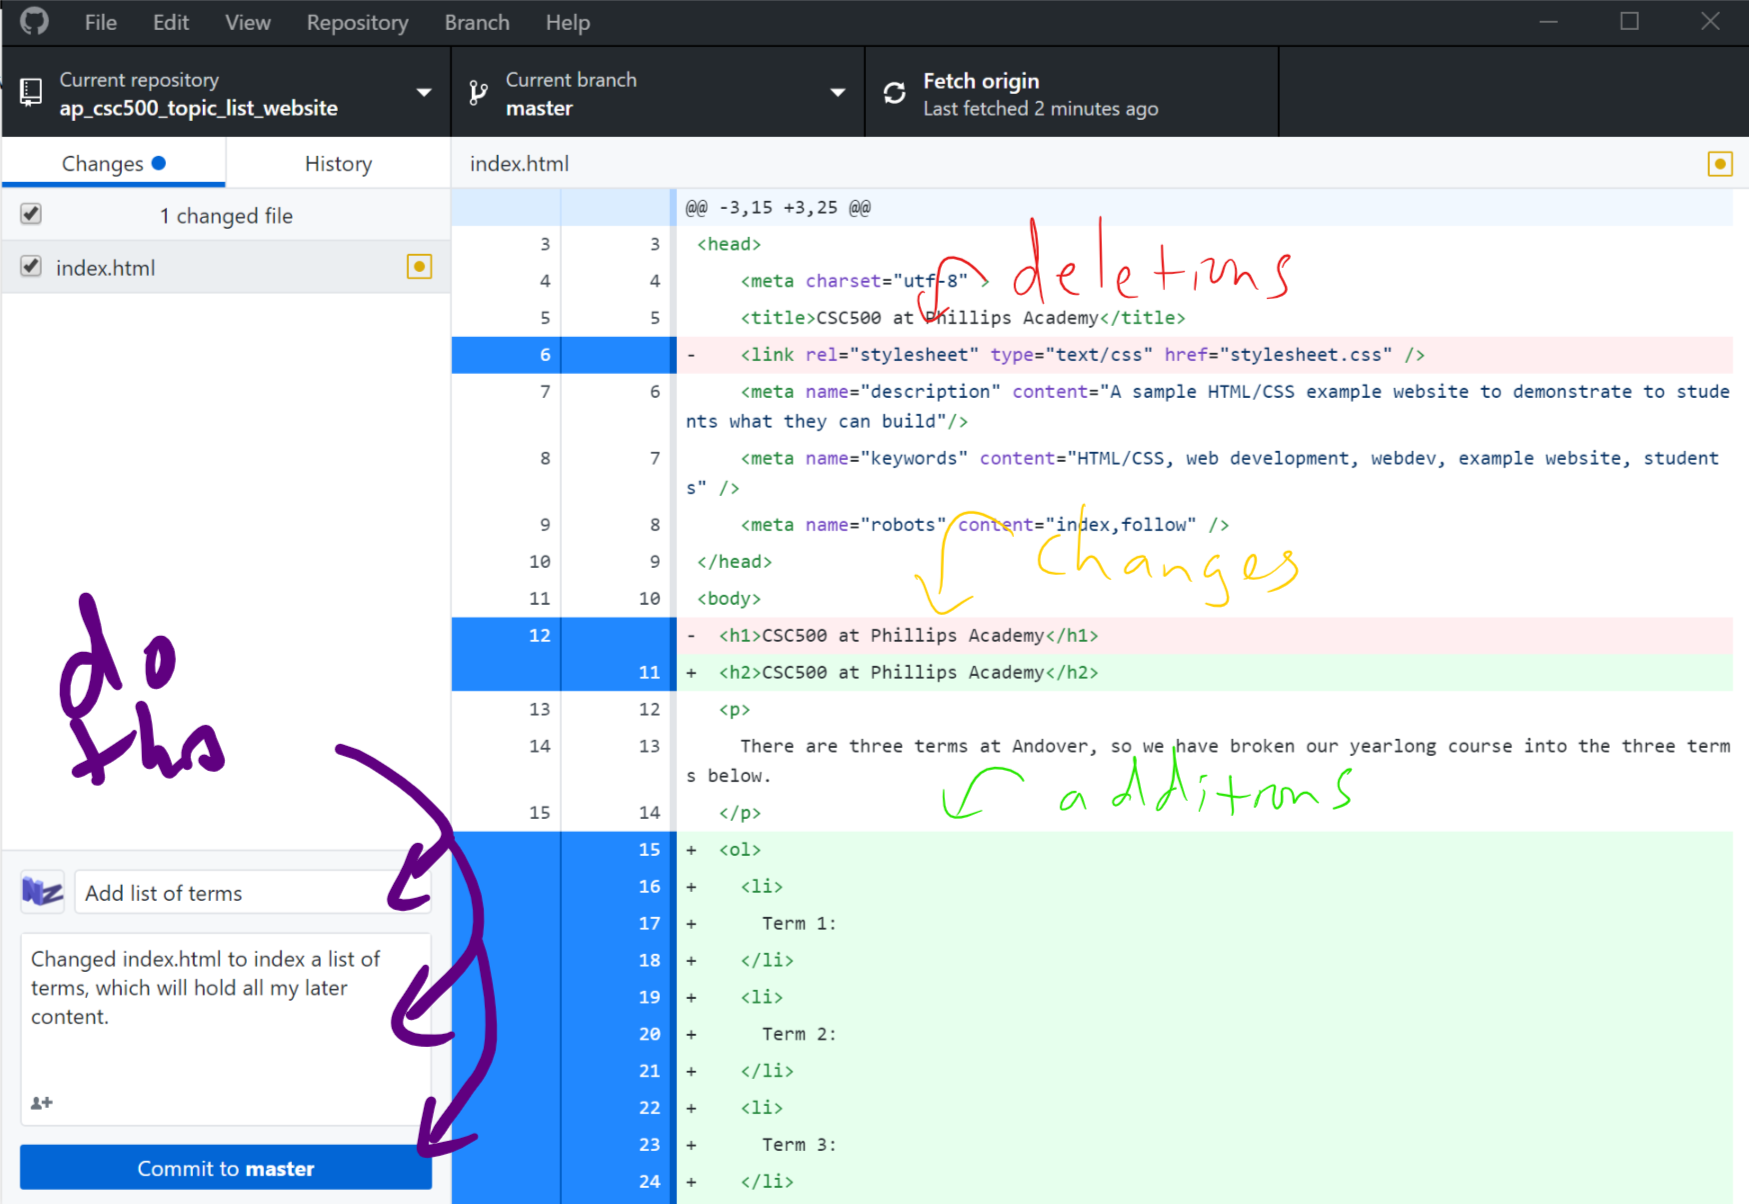 File Edit View Repository Branch Help
Current repository
ap_csc500_topic_list_website
Current branch
master
Fetch origin
Last fetched 2 minutes ago
Changes History
index.html
1 changed file
index.html
@@ -3,15 +3,25 @@
3 3 <head>
deletions
4 4 <meta charset="utf-8" >
5 5 <title>CSC500 at Phillips Academy</title>
6 - <link rel="stylesheet" type="text/css" href="stylesheet.css" />
7 6 <meta name="description" content="A sample HTML/CSS example website to demonstrate to stude
nts what they can build"/>
8 7 <meta name="keywords" content="HTML/CSS, web development, webdev, example website, student
s" />
9 8 <meta name="robots" content="index,follow" />
changes
10 9 </head>
11 10 <body>
12 - <h1>CSC500 at Phillips Academy</h1>
11 + <h2>CSC500 at Phillips Academy</h2>
13 12 <p>
14 13 There are three terms at Andover, so we have broken our yearlong course into the three term
s below.
additions
15 14 </p>
15 + <ol>
16 + <li>
17 + Term 1:
18 + </li>
19 + <li>
20 + Term 2:
21 + </li>
22 + <li>
23 + Term 3:
24 + </li>
do
this
Add list of terms
Changed index.html to index a list of
terms, which will hold all my later
content.
Commit to master